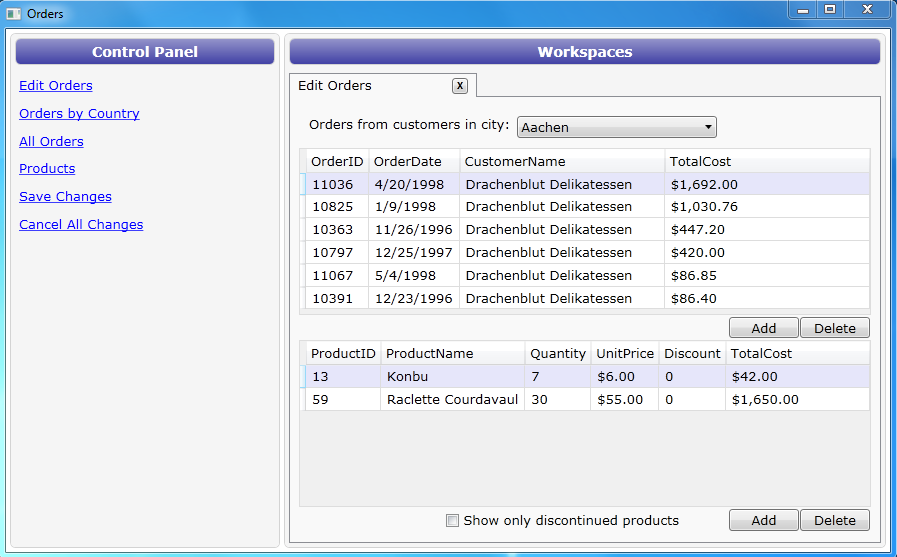 Orders
Control Panel
Edit Orders
Orders by Country
All Orders
Products
Save Changes
Cancel All Changes
Workspaces
Edit Orders X
Orders from customers in city: Aachen
OrderID OrderDate CustomerName TotalCost
11036 4/20/1998 Drachenblut Delikatessen $1,692.00
10825 1/9/1998 Drachenblut Delikatessen $1,030.76
10363 11/26/1996 Drachenblut Delikatessen $447.20
10797 12/25/1997 Drachenblut Delikatessen $420.00
11067 5/4/1998 Drachenblut Delikatessen $86.85
10391 12/23/1996 Drachenblut Delikatessen $86.40
Add Delete
ProductID ProductName Quantity UnitPrice Discount TotalCost
13 Konbu 7 $6.00 0 $42.00
59 Raclette Courdavaul 30 $55.00 0 $1,650.00
Show only discontinued products Add Delete